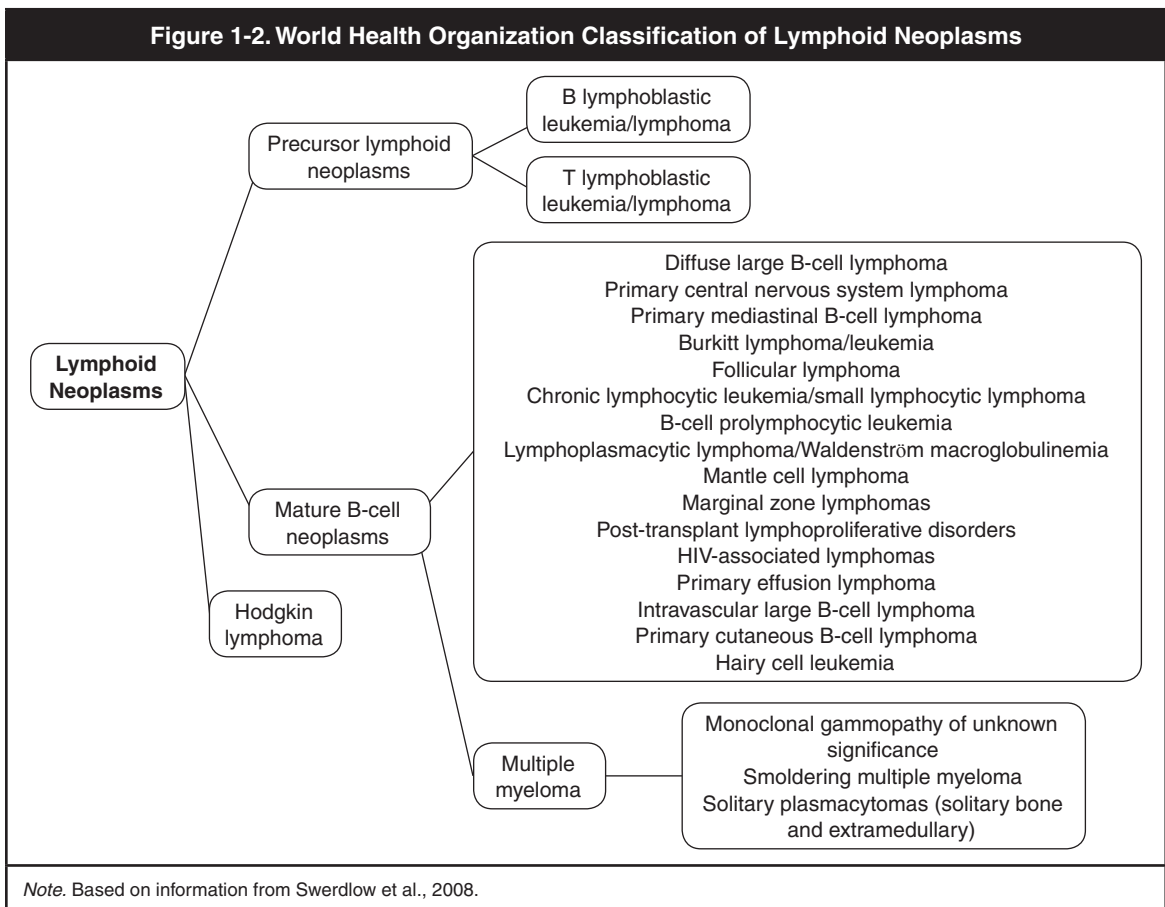 Figure 1-2. World Health Organization Classification of Lymphoid Neoplasms
Lymphoid
Neoplasms
Precursor lymphoid
neoplasms
B lymphoblastic
leukemia/lymphoma
T lymphoblastic
leukemia/lymphoma
Mature B-cell
neoplasms
Diffuse large B-cell lymphoma
Primary central nervous system lymphoma
Primary mediastinal B-cell lymphoma
Burkitt lymphoma/leukemia
Follicular lymphoma
Chronic lymphocytic leukemia/small lymphocytic lymphoma
B-cell prolymphocytic leukemia
Lymphoplasmacytic lymphoma/Waldenström macroglobulinemia
Mantle cell lymphoma
Marginal zone lymphomas
Post-transplant lymphoproliferative disorders
HIV-associated lymphomas
Primary effusion lymphoma
Intravascular large B-cell lymphoma
Primary cutaneous B-cell lymphoma
Hairy cell leukemia
Multiple
myeloma
Monoclonal gammopathy of unknown
significance
Smoldering multiple myeloma
Solitary plasmacytomas (solitary bone
and extramedullary)
Hodgkin
lymphoma
Note. Based on information from Swerdlow et al., 2008.